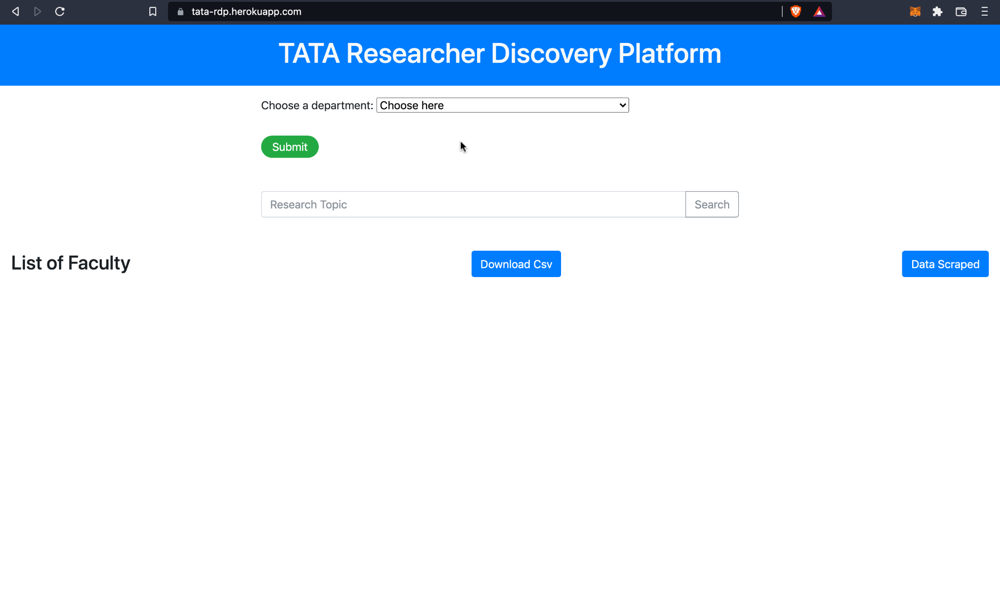 tata-rdp.herokuapp.com
TATA Researcher Discovery Platform
Choose a department: Choose here
Submit
Research Topic Search
List of Faculty Download Csv Data Scraped